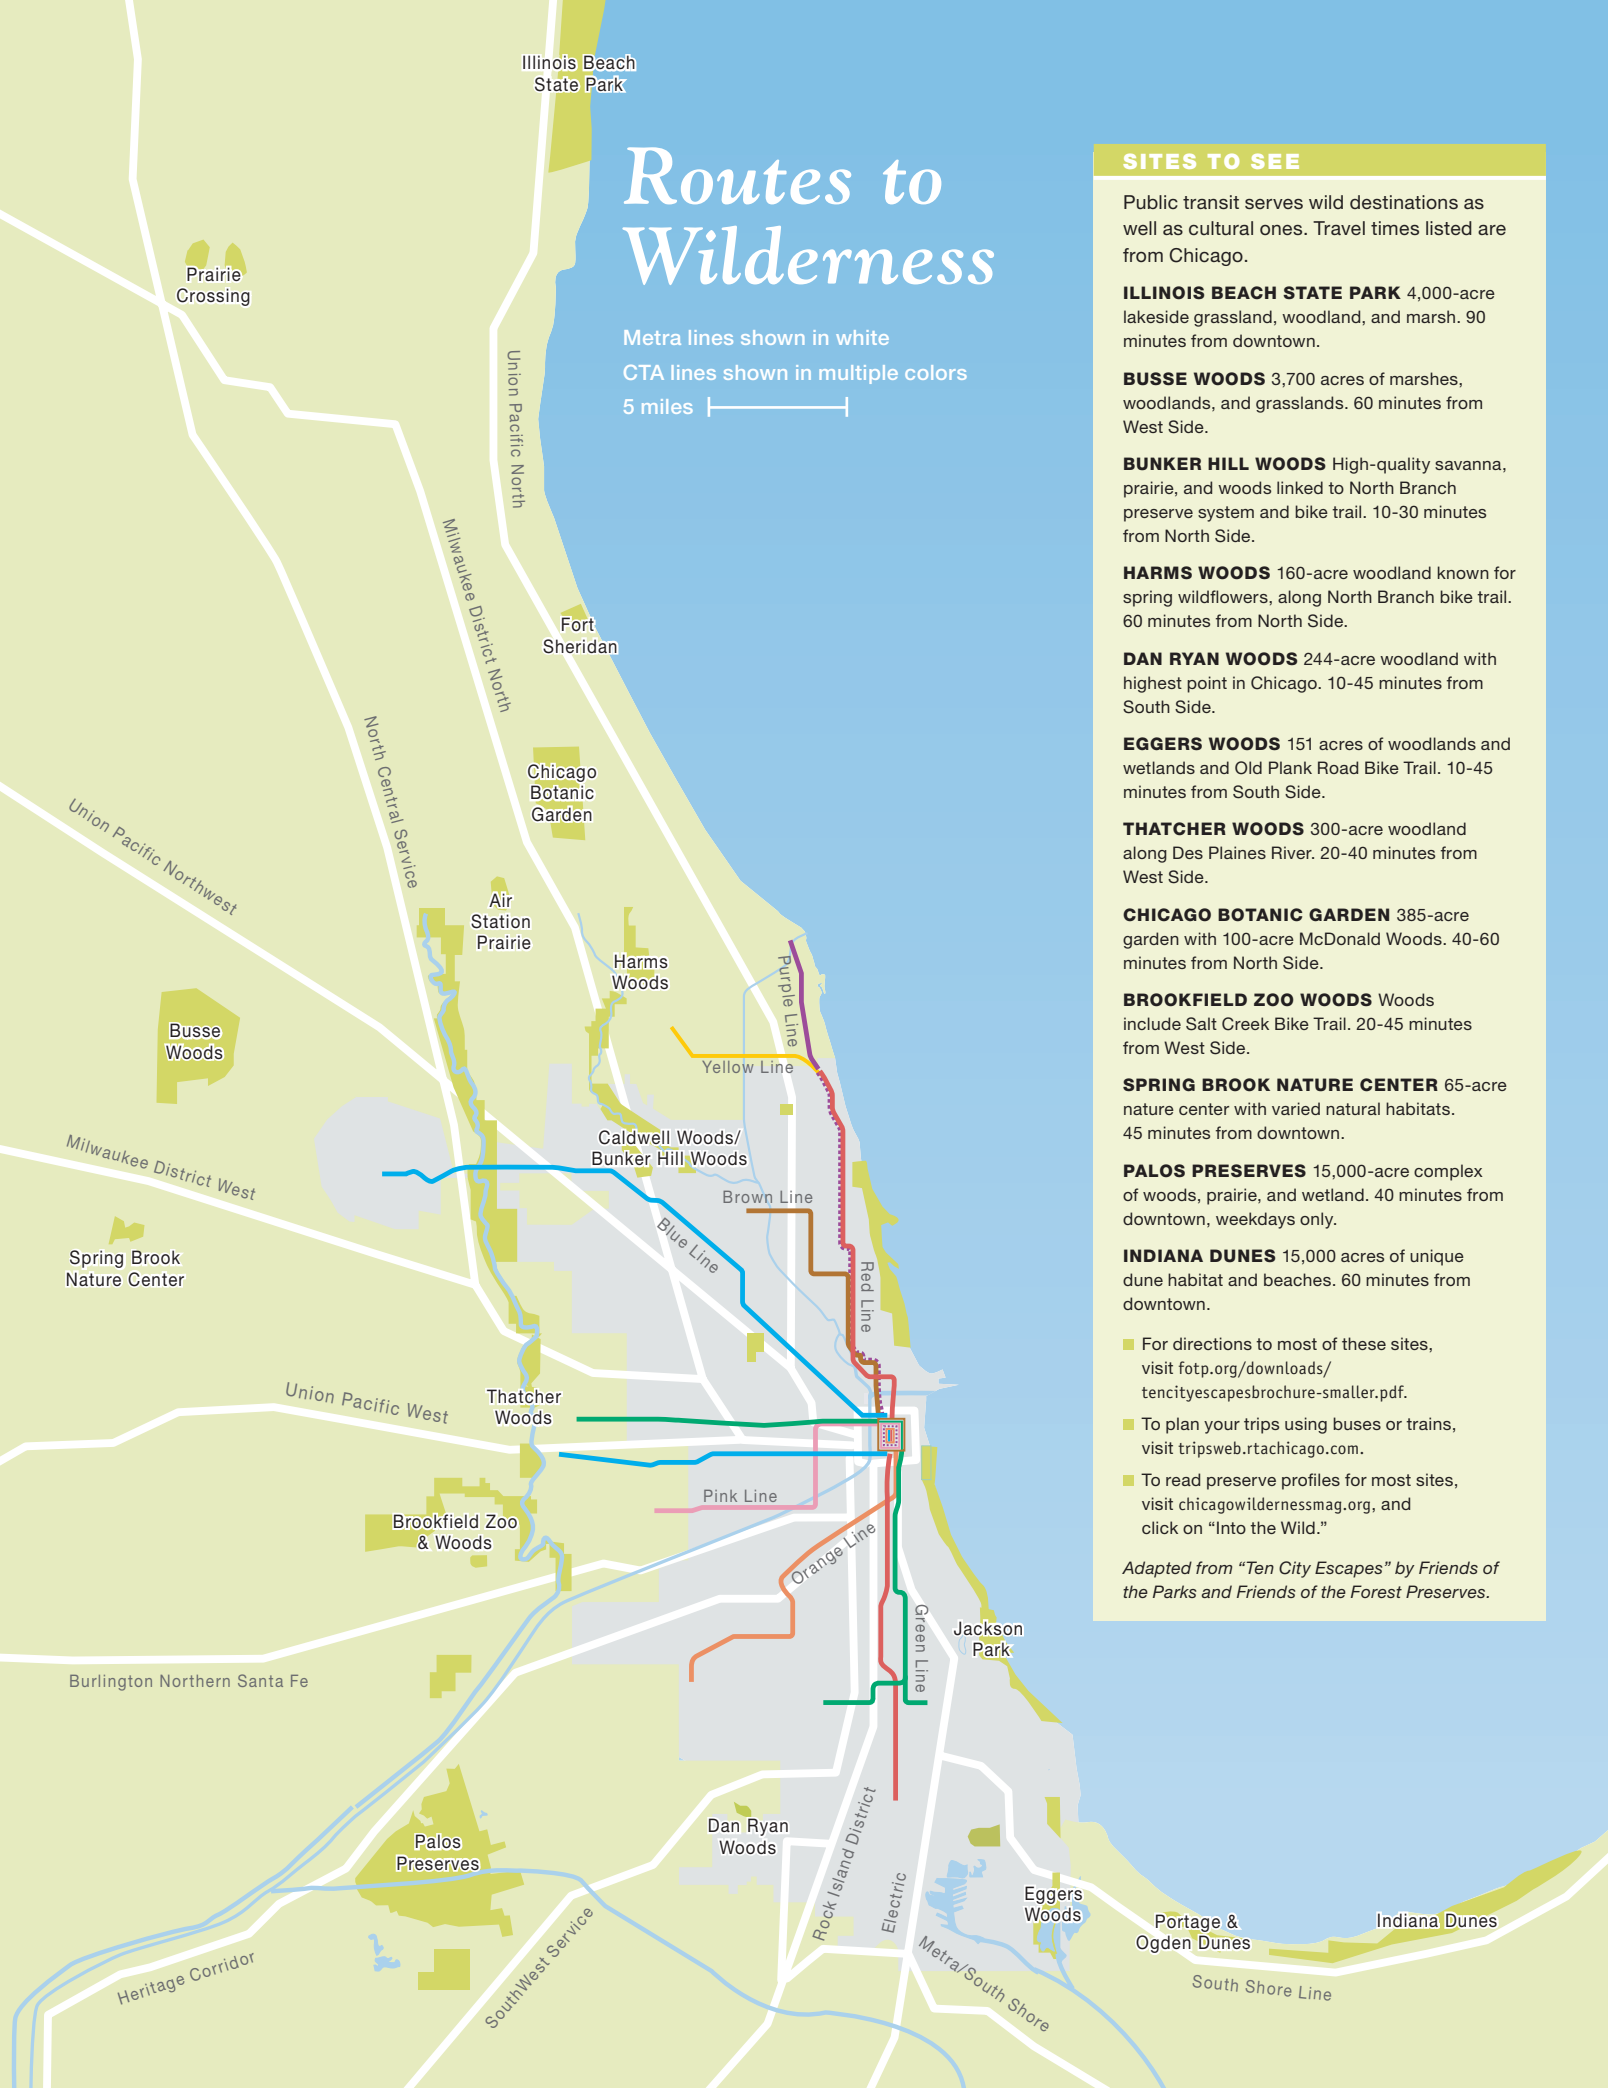 Illinois Beach
State Park
Routes to
Wilderness
Metra lines shown in white
CTA lines shown in multiple colors
5 miles
Prairie
Crossing
Union Pacific North
Milwaukee District North
Fort
Sheridan
North Central Service
Chicago
Botanic
Garden
Union Pacific Northwest
Air
Station
Prairie
Harms
Woods
Purple Line
Busse
Woods
Yellow Line
Caldwell Woods/
Bunker Hill Woods
Milwaukee District West
Brown Line
Blue Line
Spring Brook
Nature Center
Red Line
Union Pacific West
Thatcher
Woods
Pink Line
Brookfield Zoo
& Woods
Orange Line
Green Line
Jackson
Park
Burlington Northern Santa Fe
Palos
Preserves
Dan Ryan
Woods
Rock Island District
Electric
Eggers
Woods
Portage &
Ogden Dunes
Indiana Dunes
Heritage Corridor
SouthWest Service
Metra/South Shore
South Shore Line
SITES TO SEE
Public transit serves wild destinations as
well as cultural ones. Travel times listed are
from Chicago.
ILLINOIS BEACH STATE PARK 4,000-acre
lakeside grassland, woodland, and marsh. 90
minutes from downtown.
BUSSE WOODS 3,700 acres of marshes,
woodlands, and grasslands. 60 minutes from
West Side.
BUNKER HILL WOODS High-quality savanna,
prairie, and woods linked to North Branch
preserve system and bike trail. 10-30 minutes
from North Side.
HARMS WOODS 160-acre woodland known for
spring wildflowers, along North Branch bike trail.
60 minutes from North Side.
DAN RYAN WOODS 244-acre woodland with
highest point in Chicago. 10-45 minutes from
South Side.
EGGERS WOODS 151 acres of woodlands and
wetlands and Old Plank Road Bike Trail. 10-45
minutes from South Side.
THATCHER WOODS 300-acre woodland
along Des Plaines River. 20-40 minutes from
West Side.
CHICAGO BOTANIC GARDEN 385-acre
garden with 100-acre McDonald Woods. 40-60
minutes from North Side.
BROOKFIELD ZOO WOODS Woods
include Salt Creek Bike Trail. 20-45 minutes
from West Side.
SPRING BROOK NATURE CENTER 65-acre
nature center with varied natural habitats.
45 minutes from downtown.
PALOS PRESERVES 15,000-acre complex
of woods, prairie, and wetland. 40 minutes from
downtown, weekdays only.
INDIANA DUNES 15,000 acres of unique
dune habitat and beaches. 60 minutes from
downtown.
For directions to most of these sites,
visit fotp.org/downloads/
tencityescapesbrochure-smaller.pdf.
To plan your trips using buses or trains,
visit tripsweb.rtachicago.com.
To read preserve profiles for most sites,
visit chicagowildernessmag.org, and
click on “Into the Wild.”
Adapted from “Ten City Escapes” by Friends of
the Parks and Friends of the Forest Preserves.